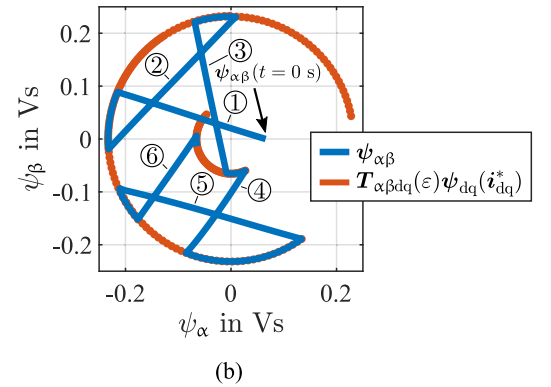 0.2
0.1
0
-0.1
-0.2
ψβ in Vs
③
②
ψαβ(t = 0 s)
①
⑥
⑤
④
ψαβ
Tαβdq(ε)ψdq(i*dq)
-0.2
0
0.2
ψα in Vs
(b)